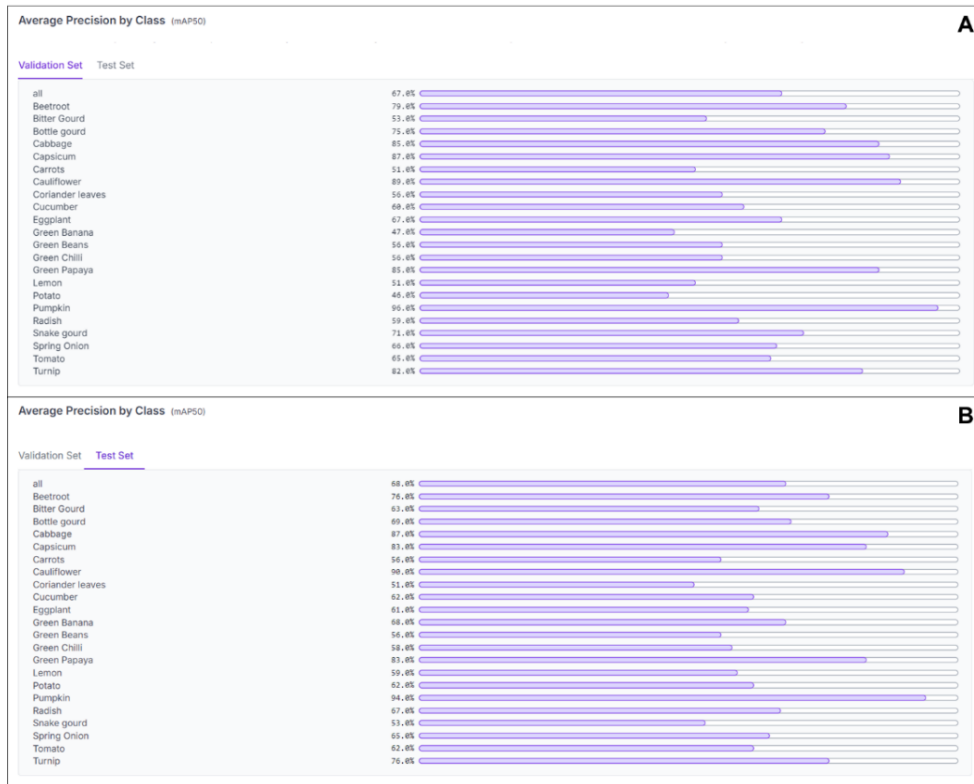 Average Precision by Class (mAP50) A
Validation Set Test Set
all 67.0%
Beetroot 79.0%
Bitter Gourd 53.0%
Bottle gourd 75.0%
Cabbage 85.0%
Capsicum 87.0%
Carrots 51.0%
Cauliflower 89.0%
Coriander leaves 56.0%
Cucumber 60.0%
Eggplant 67.0%
Green Banana 47.0%
Green Beans 56.0%
Green Chilli 56.0%
Green Papaya 85.0%
Lemon 51.0%
Potato 46.0%
Pumpkin 96.0%
Radish 59.0%
Snake gourd 71.0%
Spring Onion 66.0%
Tomato 65.0%
Turnip 82.0%
Average Precision by Class (mAP50) B
Validation Set Test Set
all 68.0%
Beetroot 76.0%
Bitter Gourd 63.0%
Bottle gourd 69.0%
Cabbage 87.0%
Capsicum 83.0%
Carrots 56.0%
Cauliflower 90.0%
Coriander leaves 51.0%
Cucumber 62.0%
Eggplant 61.0%
Green Banana 68.0%
Green Beans 56.0%
Green Chilli 58.0%
Green Papaya 83.0%
Lemon 59.0%
Potato 62.0%
Pumpkin 94.0%
Radish 67.0%
Snake gourd 53.0%
Spring Onion 65.0%
Tomato 62.0%
Turnip 76.0%